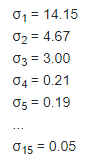 σ1 = 14.15
σ2 = 4.67
σ3 = 3.00
σ4 = 0.21
σ5 = 0.19
...
σ15 = 0.05